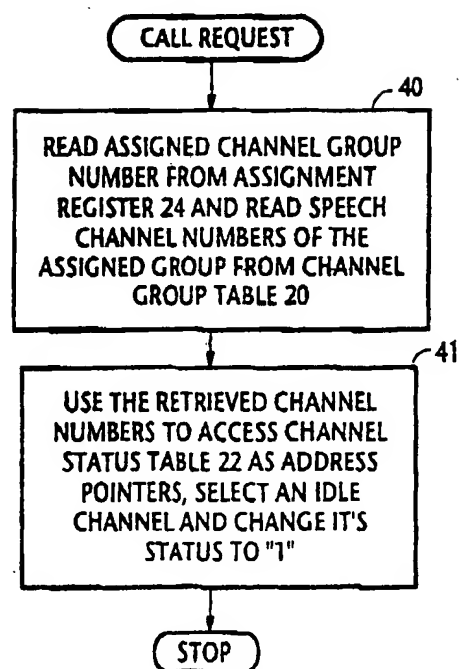 CALL REQUEST
40
READ ASSIGNED CHANNEL GROUP
NUMBER FROM ASSIGNMENT
REGISTER 24 AND READ SPEECH
CHANNEL NUMBERS OF THE
ASSIGNED GROUP FROM CHANNEL
GROUP TABLE 20
41
USE THE RETRIEVED CHANNEL
NUMBERS TO ACCESS CHANNEL
STATUS TABLE 22 AS ADDRESS
POINTERS, SELECT AN IDLE
CHANNEL AND CHANGE IT'S
STATUS TO "1"
STOP